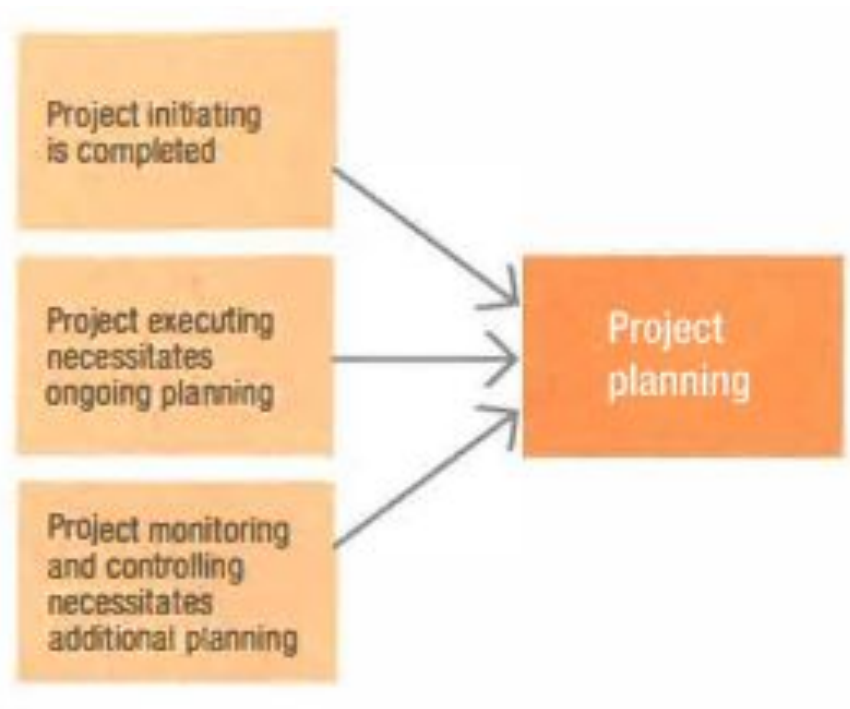 Project initiating
is completed
Project executing
necessitates
ongoing planning
Project monitoring
and controlling
necessitates
additional planning
Project
planning